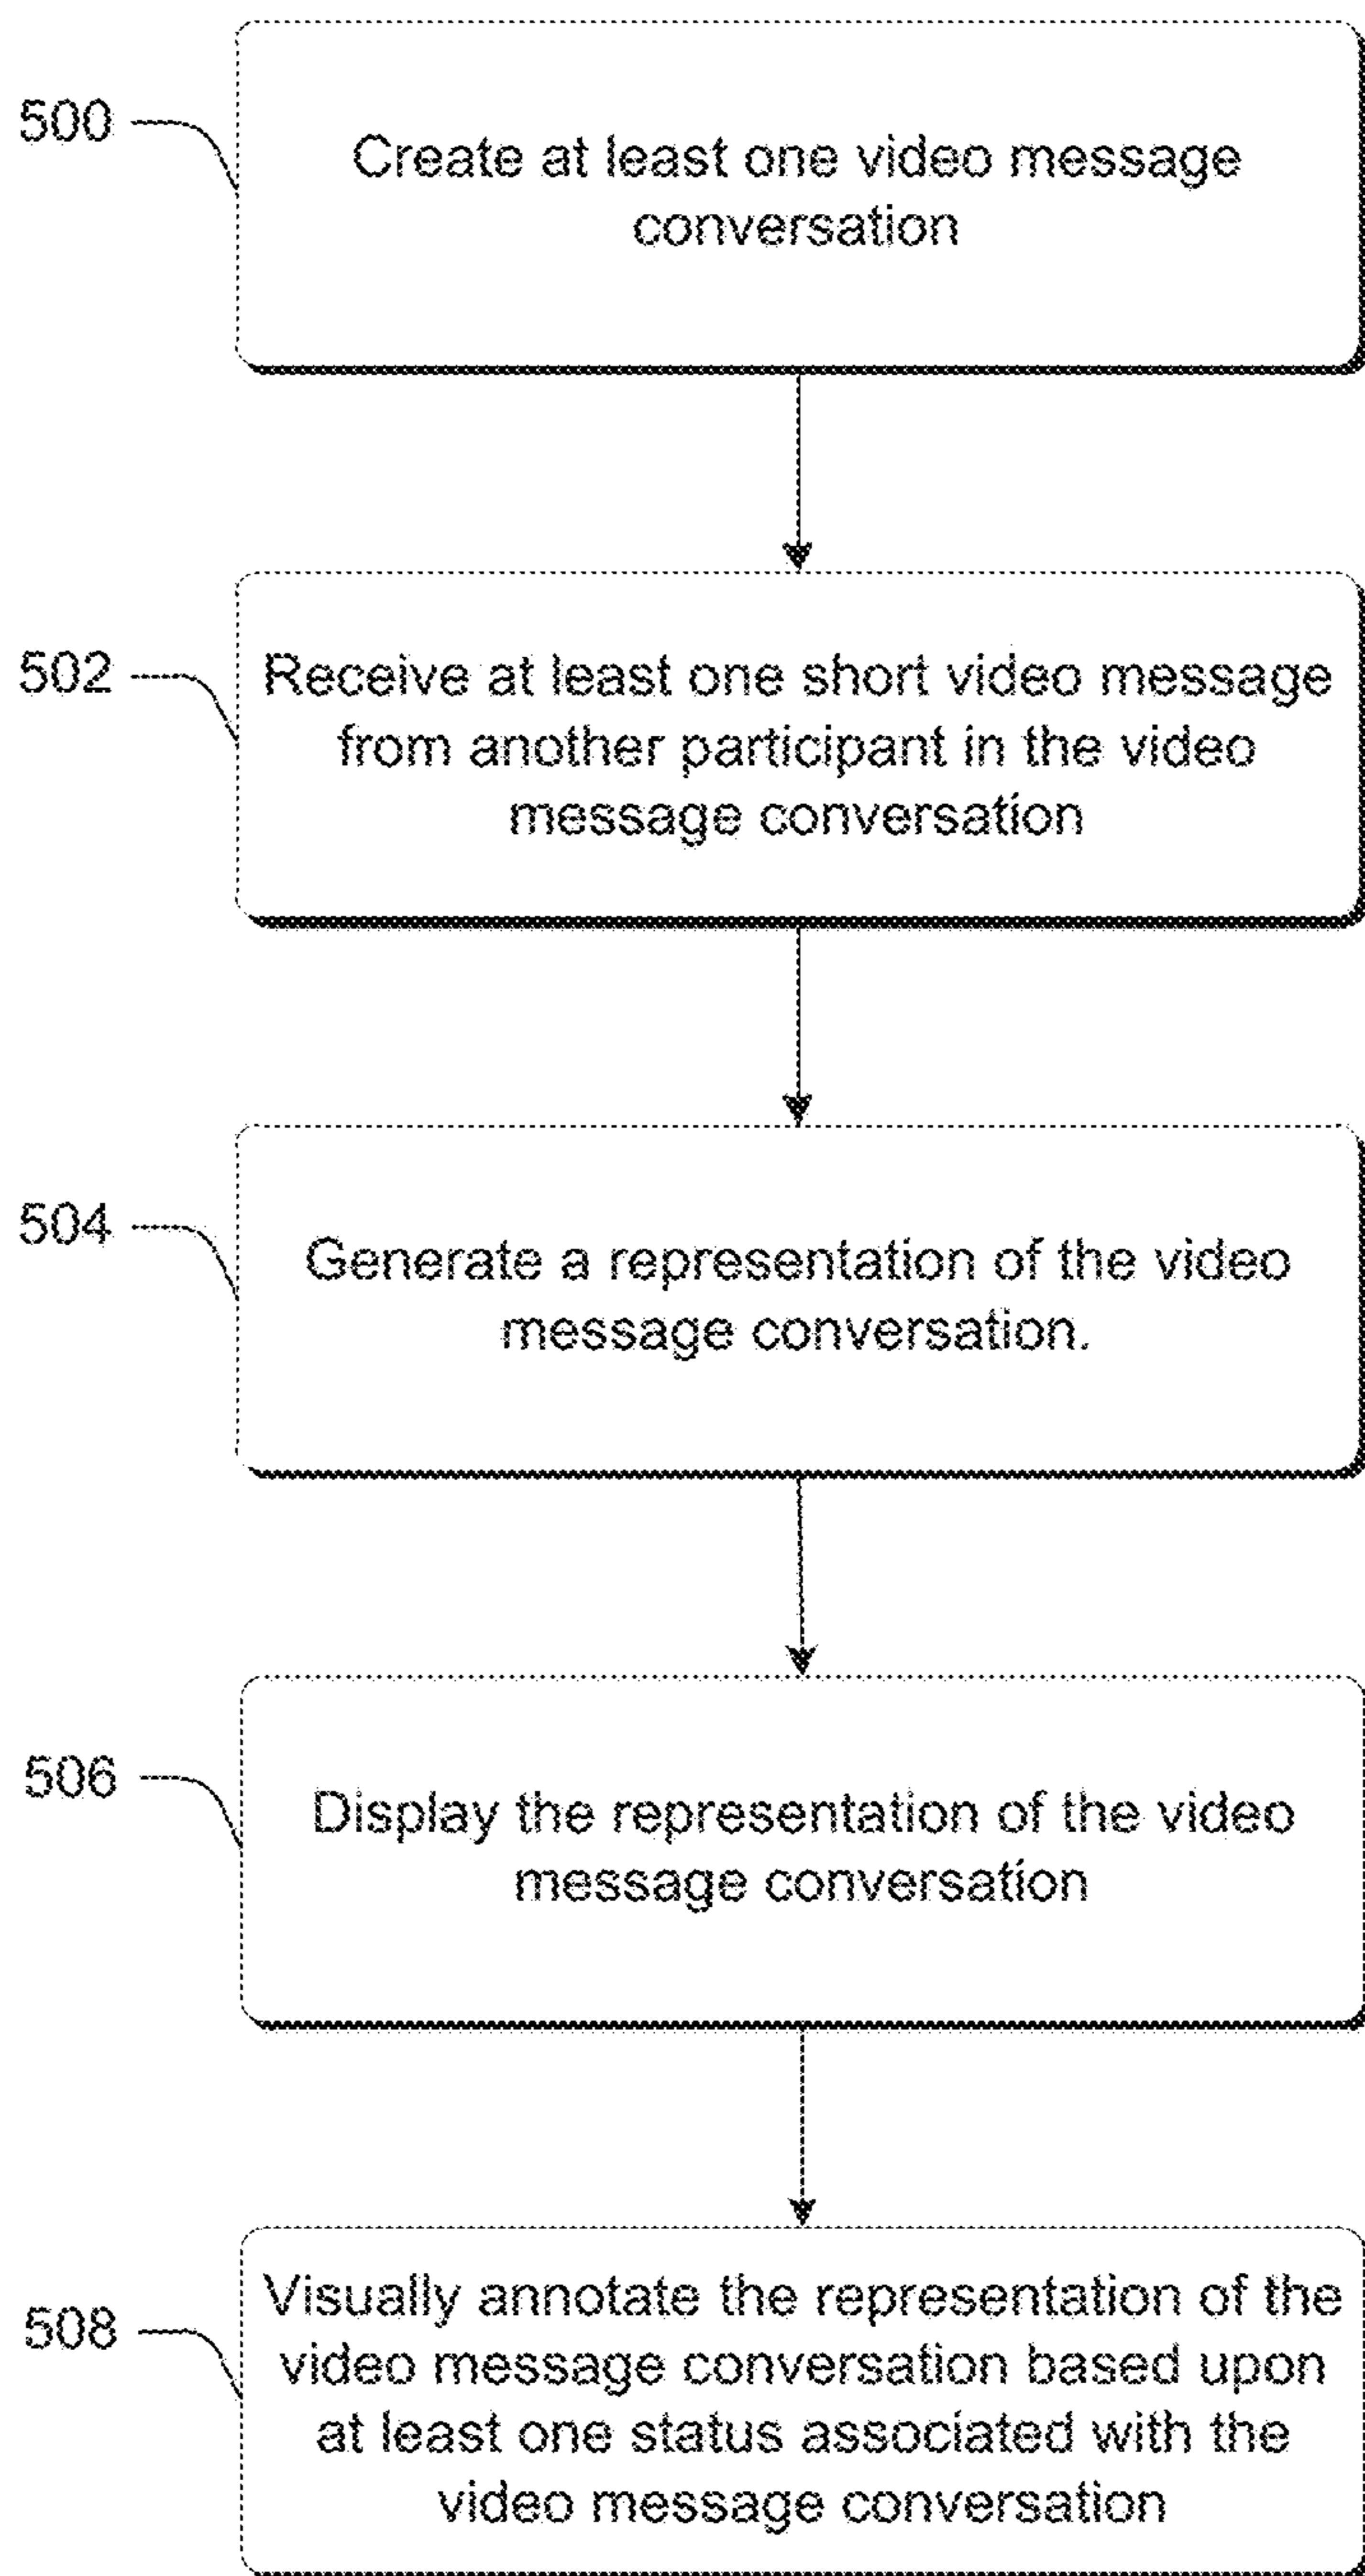 500
Create at least one video message
conversation
502
Receive at least one short video message
from another participant in the video
message conversation
504
Generate a representation of the video
message conversation.
506
Display the representation of the video
message conversation
508
Visually annotate the representation of the
video message conversation based upon
at least one status associated with the
video message conversation